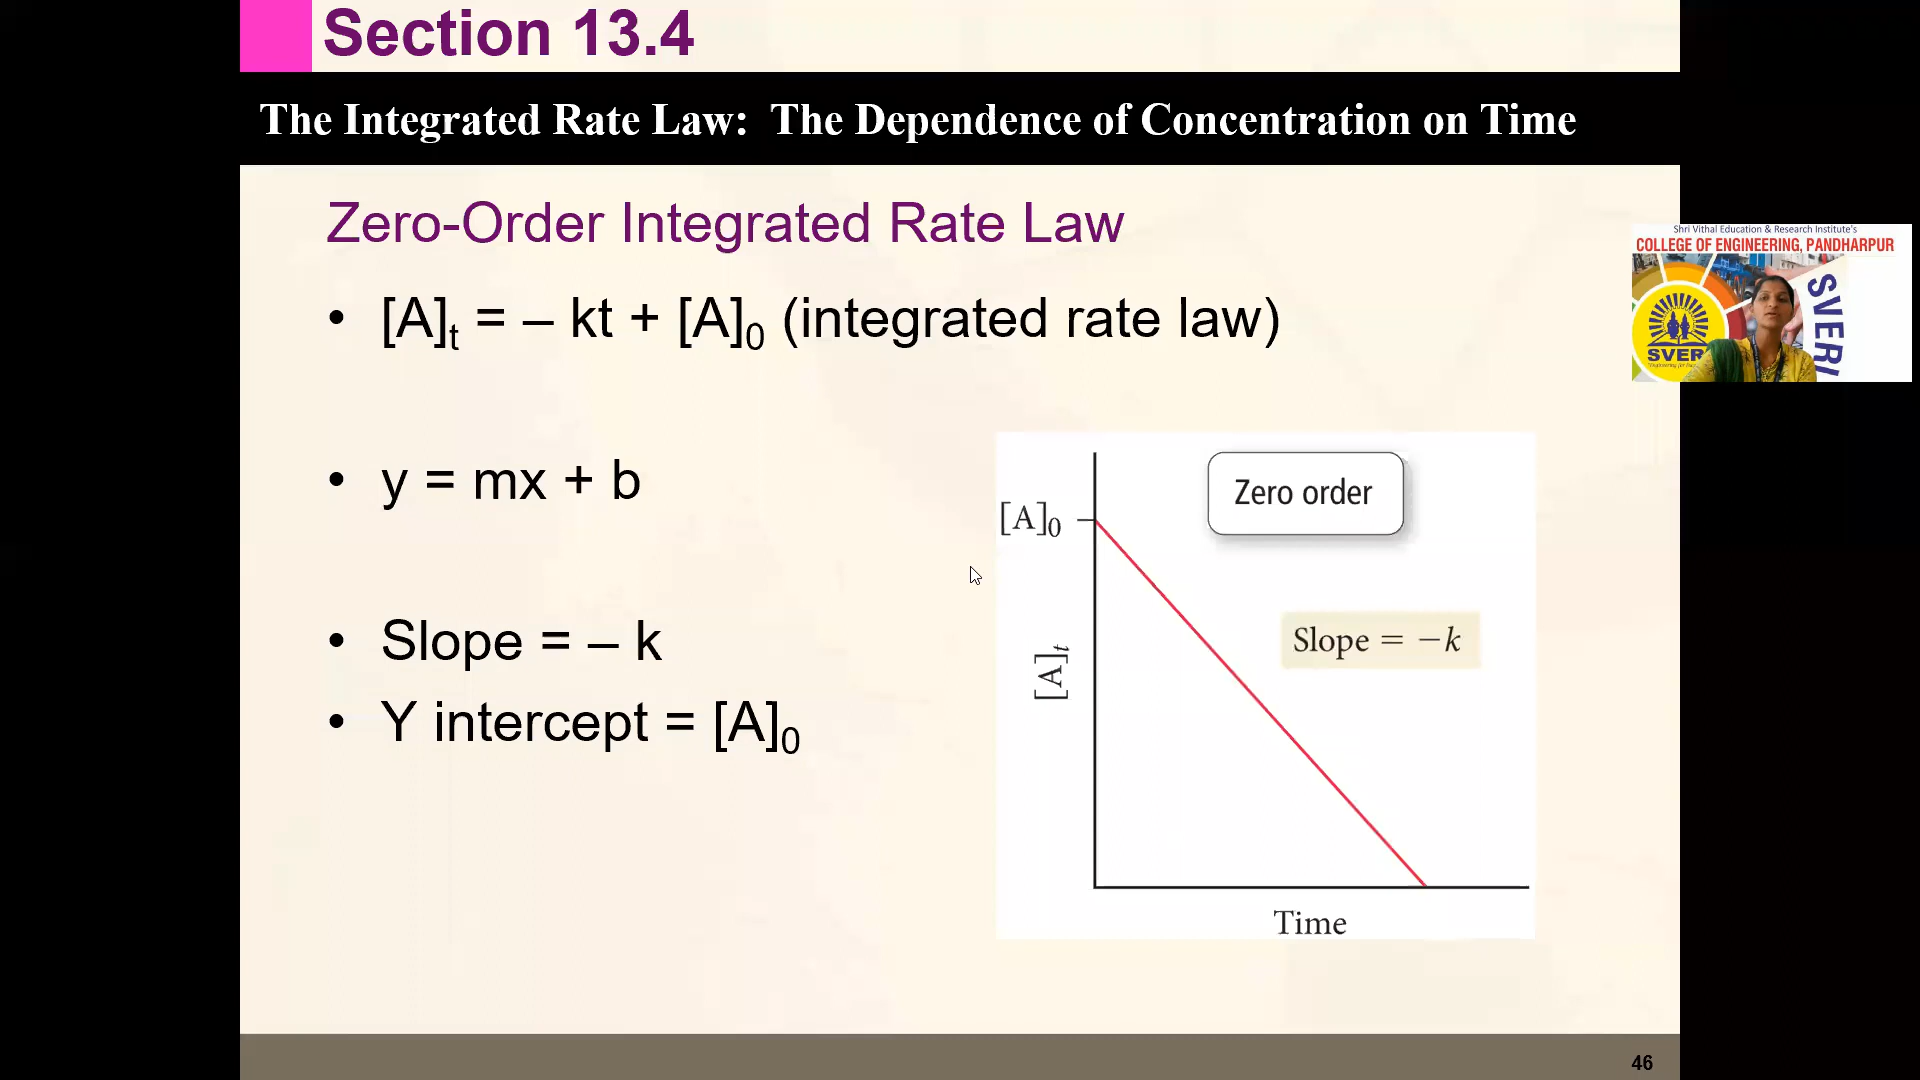 Section 13.4
The Integrated Rate Law: The Dependence of Concentration on Time
Zero-Order Integrated Rate Law
• [A]t = – kt + [A]0 (integrated rate law)
• y = mx + b
• Slope = – k
• Y intercept = [A]0
Zero order
[A]0
Slope = −k
[A]t
Time
46
Shri Vithal Education & Research Institute's
COLLEGE OF ENGINEERING, PANDHARPUR
SVERI
SVER